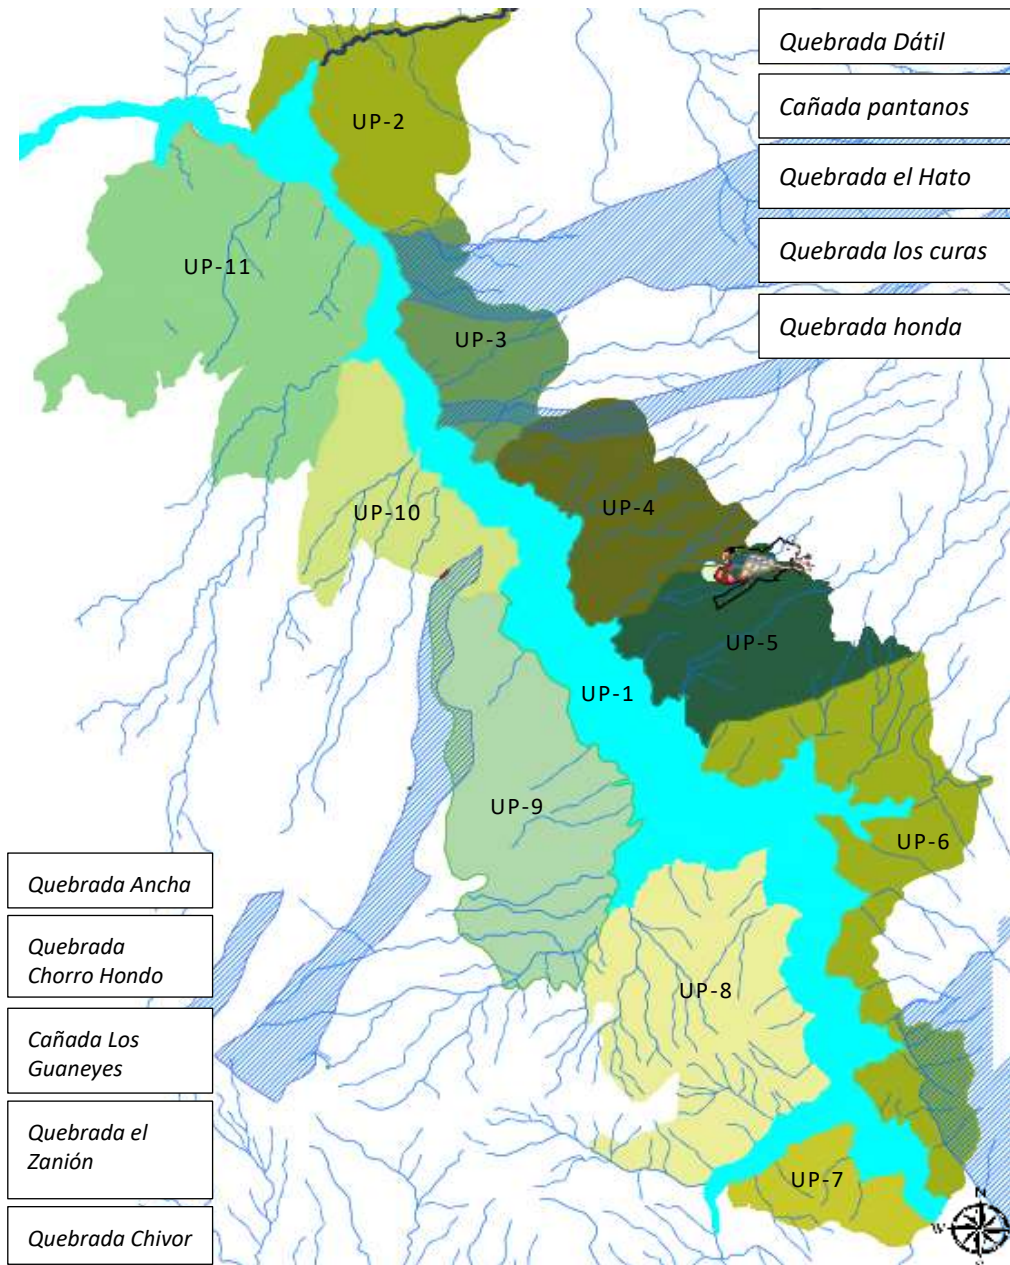 Quebrada Dátil
Cañada pantanos
Quebrada el Hato
Quebrada los curas
Quebrada honda
UP-2
UP-11
UP-3
UP-10
UP-4
UP-5
UP-1
UP-9
UP-6
UP-8
UP-7
Quebrada Ancha
Quebrada
Chorro Hondo
Cañada Los
Guaneyes
Quebrada el
Zanión
Quebrada Chivor
N
W
S